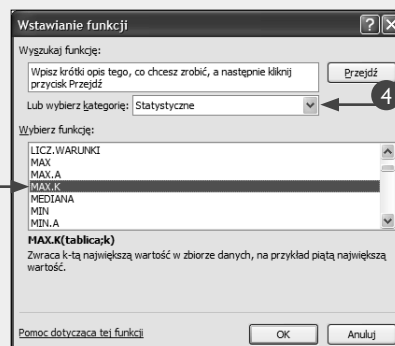 Wstawianie funkcji
Wyszukaj funkcję:
Wpisz krótki opis tego, co chcesz zrobić, a następnie kliknij
przycisk Przejdź
Przejdź
Lub wybierz kategorię: Statystyczne
4
Wybierz funkcję:
LICZ.WARUNKI
MAX
MAX.A
MAX.K
MEDIANA
MIN
MIN.A
MAX.K(tablica;k)
Zwraca k-tą największą wartość w zbiorze danych, na przykład piątą największą
wartość.
Pomoc dotycząca tej funkcji
OK
Anuluj